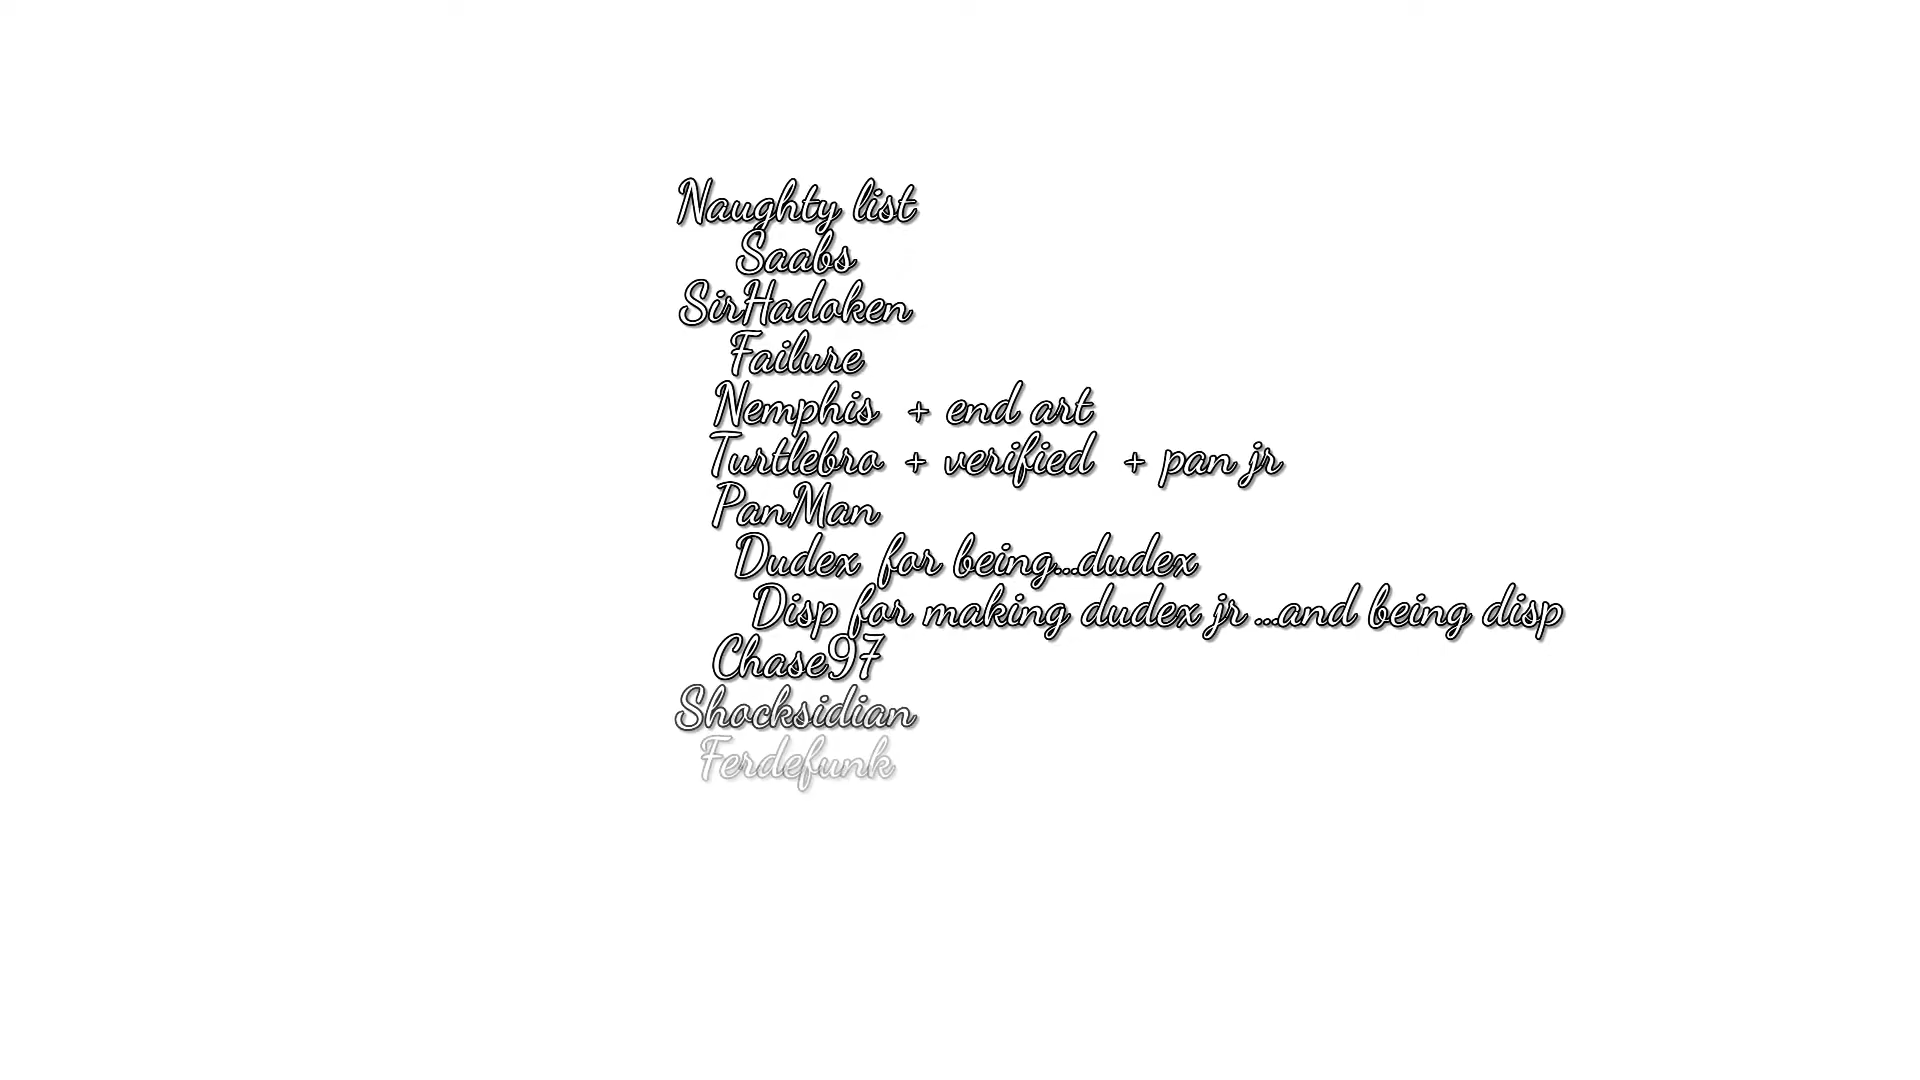 Naughty list
Saabs
SirHadoken
Failure
Nemphis + end art
Turtlebro + verified + pan jr
PanMan
Dudex for being...dudex
Disp for making dudex jr ...and being disp
Chase97
Shocksidian
Ferdefunk